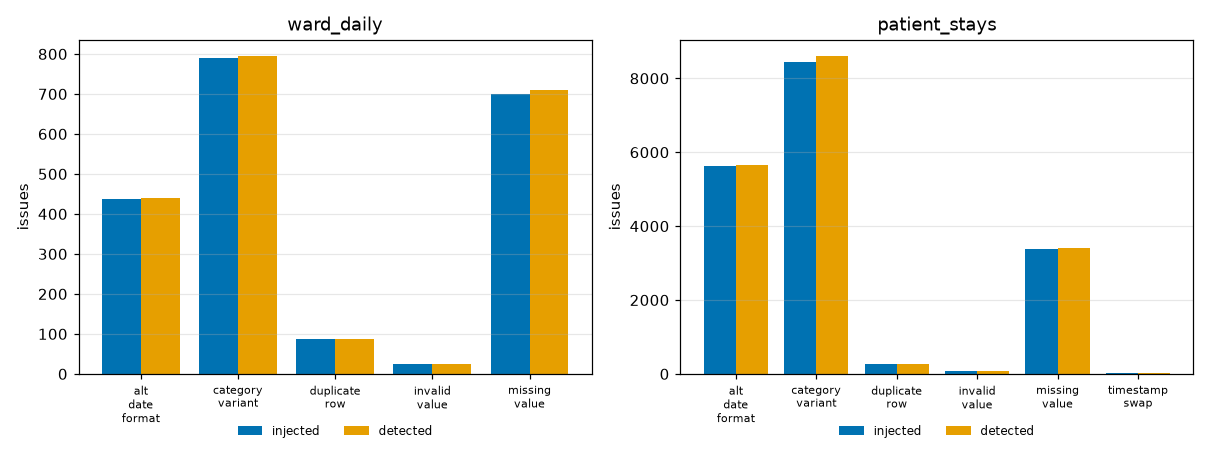 ward_daily
issues
800
700
600
500
400
300
200
100
0
alt
date
format
category
variant
duplicate
row
invalid
value
missing
value
injected
detected
patient_stays
issues
8000
6000
4000
2000
0
alt
date
format
category
variant
duplicate
row
invalid
value
missing
value
timestamp
swap
injected
detected